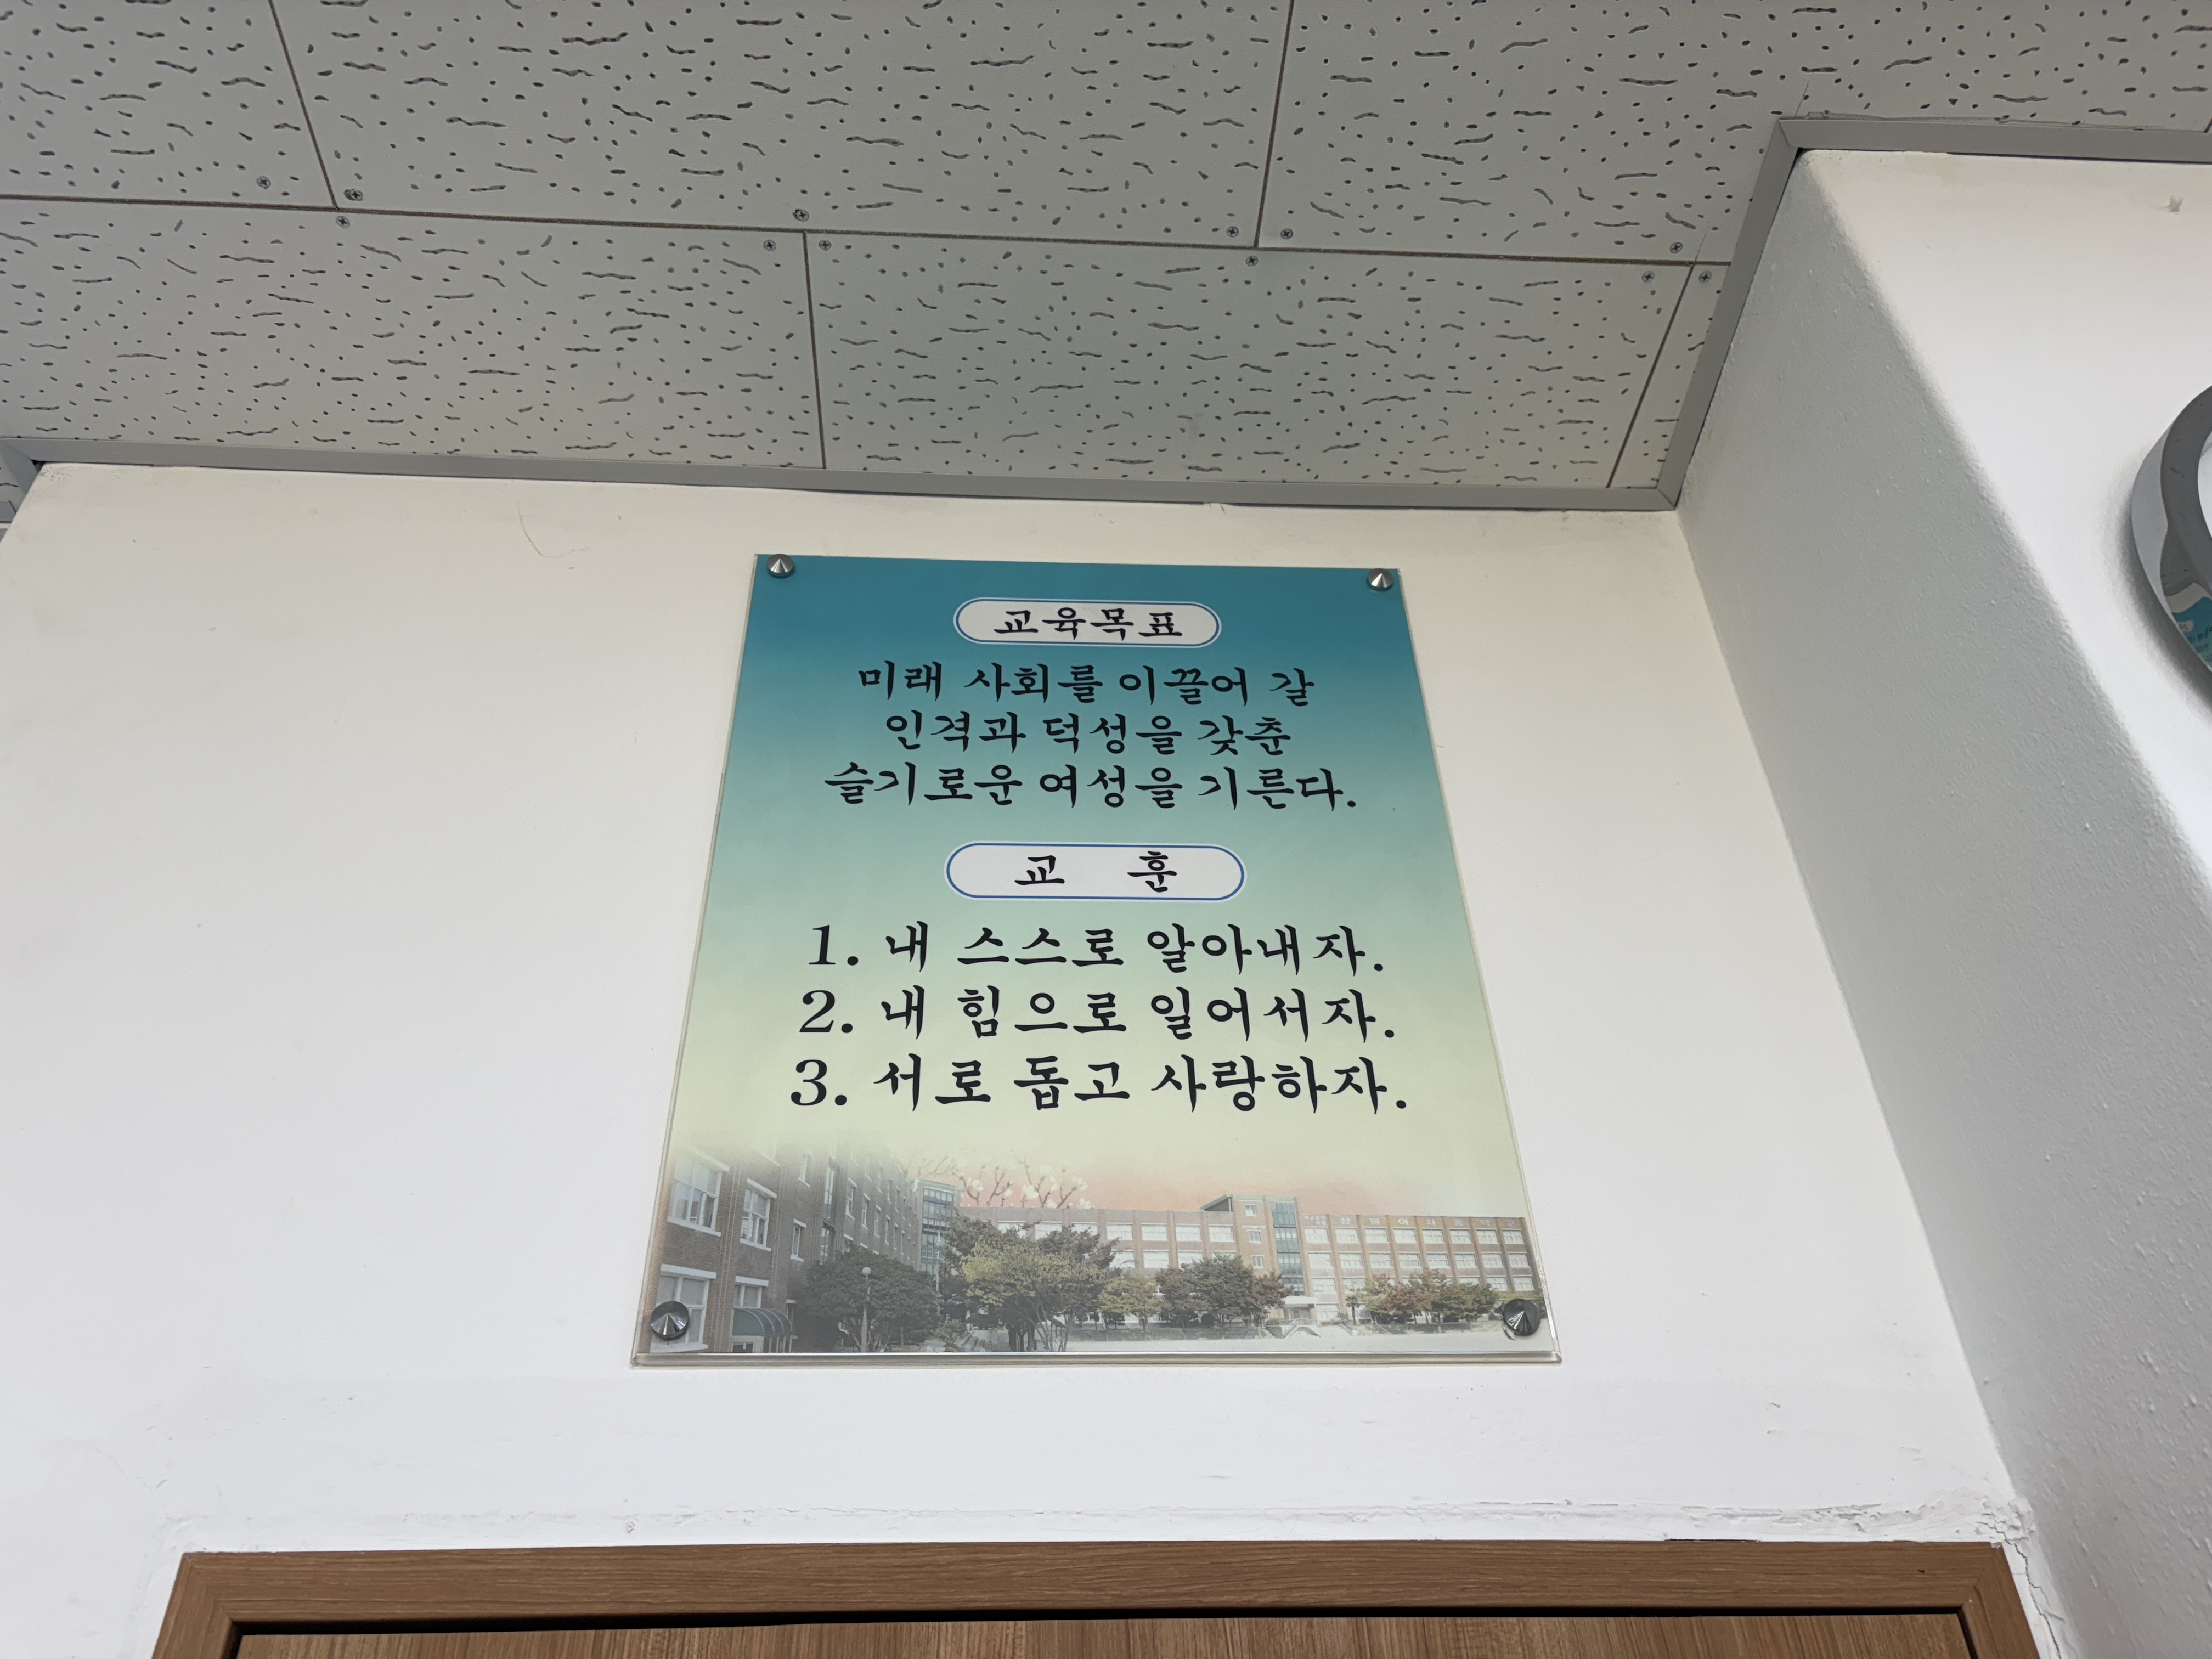 교육목표
미래 사회를 이끌어 갈
인격과 덕성을 갖춘
슬기로운 여성을 기른다.
교 훈
1. 내 스스로 알아내자.
2. 내 힘으로 일어서자.
3. 서로 돕고 사랑하자.